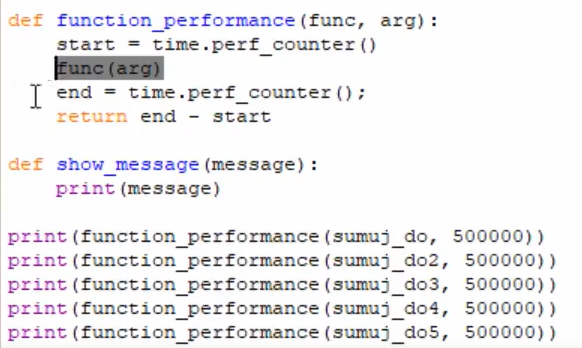 def function_performance(func, arg):
    start = time.perf_counter()
    func(arg)
    end = time.perf_counter();
    return end - start

def show_message(message):
    print(message)

print(function_performance(sumuj_do, 500000))
print(function_performance(sumuj_do2, 500000))
print(function_performance(sumuj_do3, 500000))
print(function_performance(sumuj_do4, 500000))
print(function_performance(sumuj_do5, 500000))